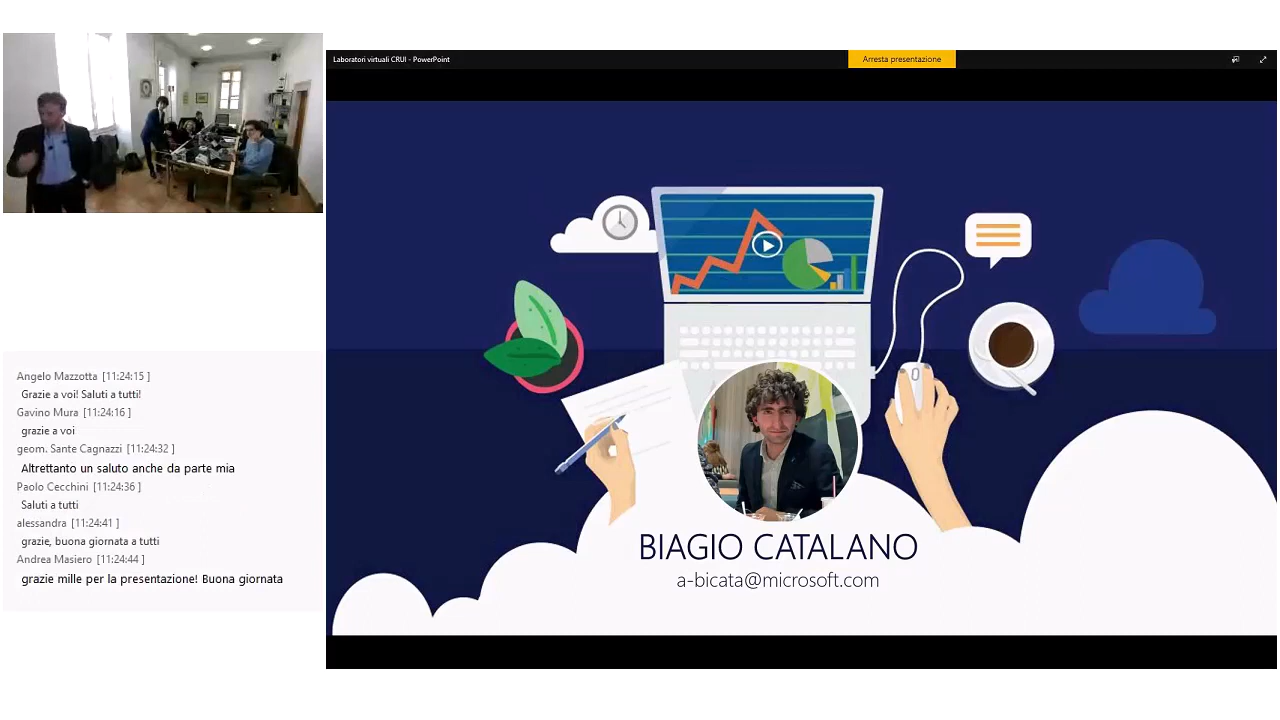 Laboratori virtuali CRUI - PowerPoint
Arresta presentazione
BIAGIO CATALANO
a-bicata@microsoft.com
Angelo Mazzotta [11:24:15 ]
Grazie a voi! Saluti a tutti!
Gavino Mura [11:24:16 ]
grazie a voi
geom. Sante Cagnazzi [11:24:32 ]
Altrettanto un saluto anche da parte mia
Paolo Cecchini [11:24:36 ]
Saluti a tutti
alessandra [11:24:41 ]
grazie, buona giornata a tutti
Andrea Masiero [11:24:44 ]
grazie mille per la presentazione! Buona giornata